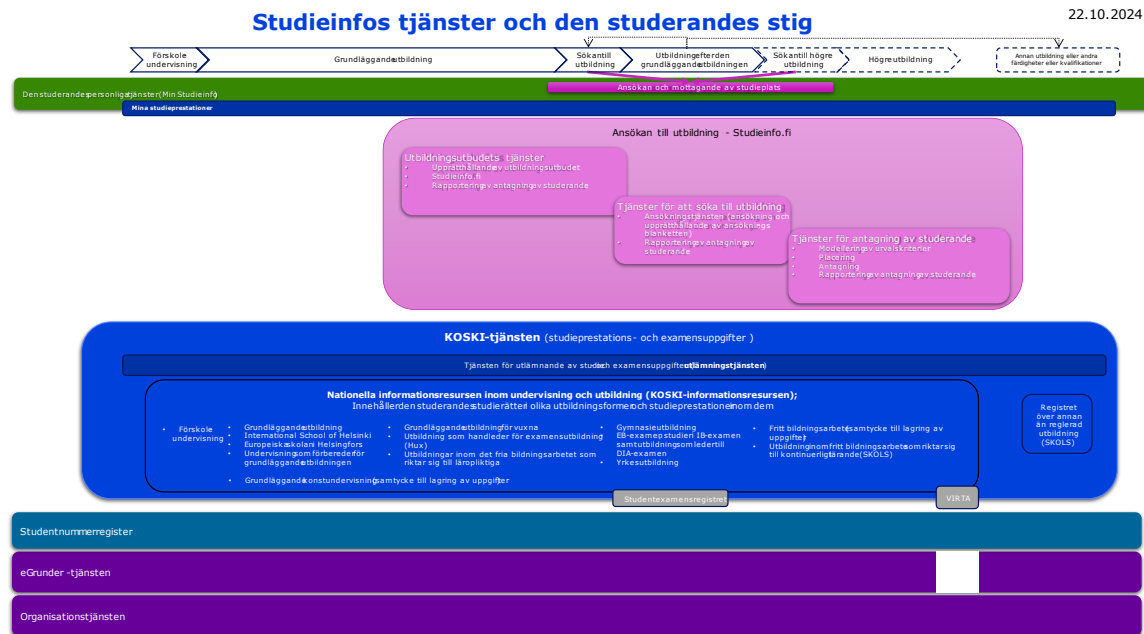 22.10.2024
Studieinfos tjänster och den studerandes stig
Förskole
undervisning
Grundläggande utbildning
Sökan till
utbildning
Utbildning efter den
grundläggande utbildningen
Sökan till högre
utbildning
Högre utbildning
Annan utbildning eller andra
färdigheter eller kvalifikationer
Den studerandes personliga tjänster (Min Studieinfo)
Ansökan och mottagande av studieplats
Mina studieprestationer
Ansökan till utbildning - Studieinfo.fi
Utbildningsutbudets tjänster
• Upprätthållande av utbildningsutbudet
• Studieinfo.fi
• Rapportering av antagning av studerande
Tjänster för att söka till utbildning
• Ansökningstjänsten (ansökning och
upprätthållande av ansöknings
blanketten)
• Rapportering av antagning av
studerande
Tjänster för antagning av studerande
• Modellering av urvalskriterier
• Placering
• Antagning
• Rapportering av antagning av studerande
KOSKI-tjänsten (studieprestations- och examensuppgifter )
Tjänsten för utlämnande av studie- och examensuppgifter (utlämningstjänsten)
Nationella informationsresursen inom undervisning och utbildning (KOSKI-informationsresursen);
Innehåller den studerandes studierätter i olika utbildningsformer och studieprestationer inom dem
• Förskole
undervisning
• Grundläggande utbildning
• International School of Helsinki
• Europeiska skolan i Helsingfors
• Undervisning som förbereder för
grundläggande utbildningen
• Grundläggande konstundervisning (samtycke till lagring av uppgifter)
• Grundläggande utbildning för vuxna
• Utbildning som handleder för examensutbildning
(Hux)
• Utbildningar inom det fria bildningsarbetet som
riktar sig till läropliktiga
• Gymnasieutbildning
• EB-examen, studier i IB-examen
samt utbildning som leder till
DIA-examen
• Yrkesutbildning
• Fritt bildningsarbete (samtycke till lagring av
uppgifter)
• Utbildning inom fritt bildningsarbete som riktar sig
till kontinuerligt lärande (SKOLS)
Registret
över annan
än reglerad
utbildning
(SKOLS)
Studentexamensregistret
VIRTA
Studentnummerregister
eGrunder -tjänsten
Organisationstjänsten